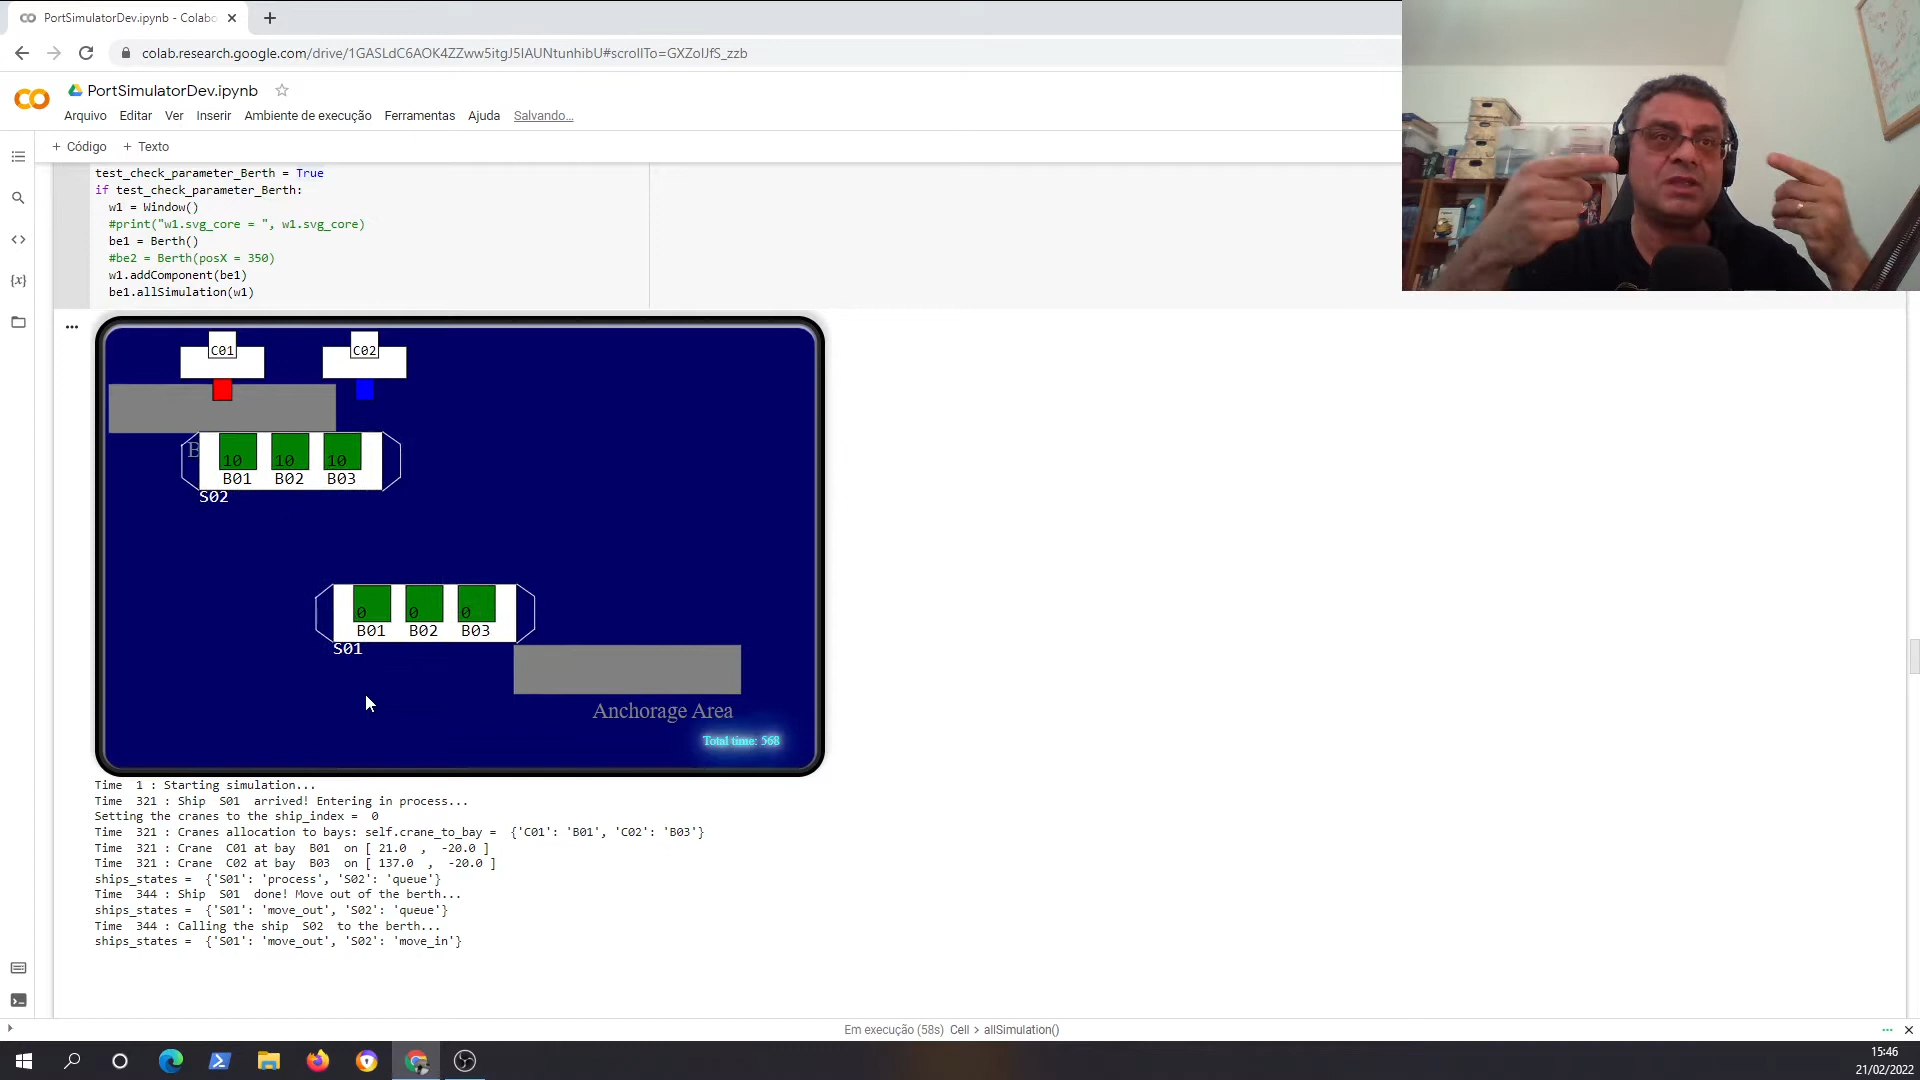 PortSimulatorDev.ipynb - Colabo
colab.research.google.com/drive/1GASLdC6AOK4ZZww5itgJ5IAUNtunhibU#scrollTo=GXZolJfS_zzb
CO PortSimulatorDev.ipynb
Arquivo Editar Ver Inserir Ambiente de execução Ferramentas Ajuda Salvando...
+ Código + Texto
test_check_parameter_Berth = True
if test_check_parameter_Berth:
w1 = Window()
#print("w1.svg_core = ", w1.svg_core)
be1 = Berth()
#be2 = Berth(posX = 350)
w1.addComponent(be1)
be1.allSimulation(w1)
C01 C02
B
10 10 10
B01 B02 B03
S02
0 0 0
B01 B02 B03
S01
Anchorage Area
Total time: 568
Time 1 : Starting simulation...
Time 321 : Ship S01 arrived! Entering in process...
Setting the cranes to the ship_index = 0
Time 321 : Cranes allocation to bays: self.crane_to_bay = {'C01': 'B01', 'C02': 'B03'}
Time 321 : Crane C01 at bay B01 on [ 21.0 , -20.0 ]
Time 321 : Crane C02 at bay B03 on [ 137.0 , -20.0 ]
ships_states = {'S01': 'process', 'S02': 'queue'}
Time 344 : Ship S01 done! Move out of the berth...
ships_states = {'S01': 'move_out', 'S02': 'queue'}
Time 344 : Calling the ship S02 to the berth...
ships_states = {'S01': 'move_out', 'S02': 'move_in'}
Em execução (58s) Cell > allSimulation()
15:46
21/02/2022